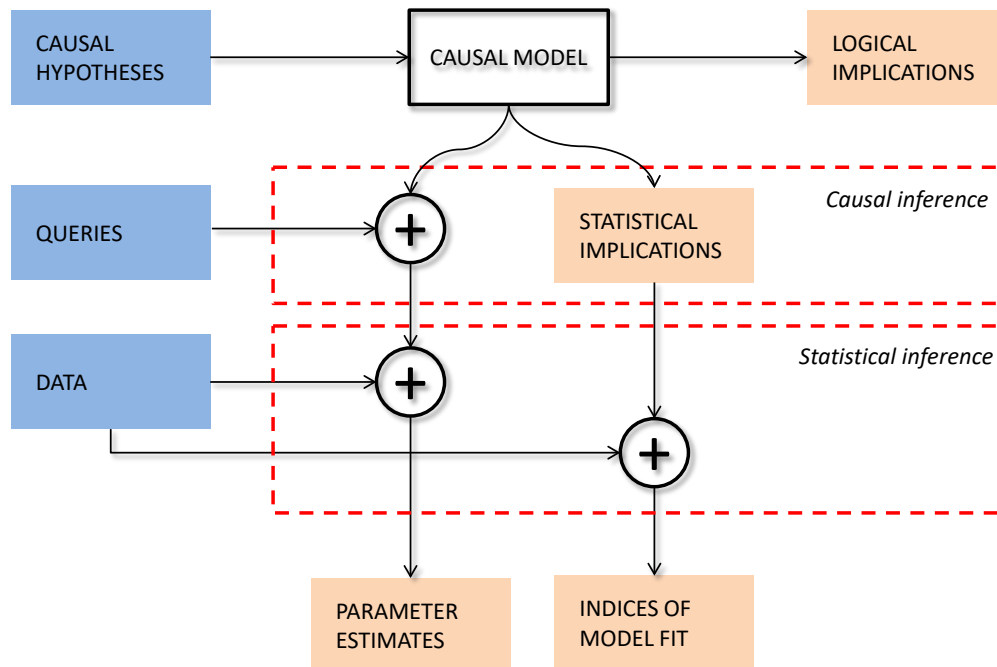 CAUSAL
HYPOTHESES
CAUSAL MODEL
LOGICAL
IMPLICATIONS
Causal inference
QUERIES
+
STATISTICAL
IMPLICATIONS
Statistical inference
DATA
+
+
PARAMETER
ESTIMATES
INDICES OF
MODEL FIT